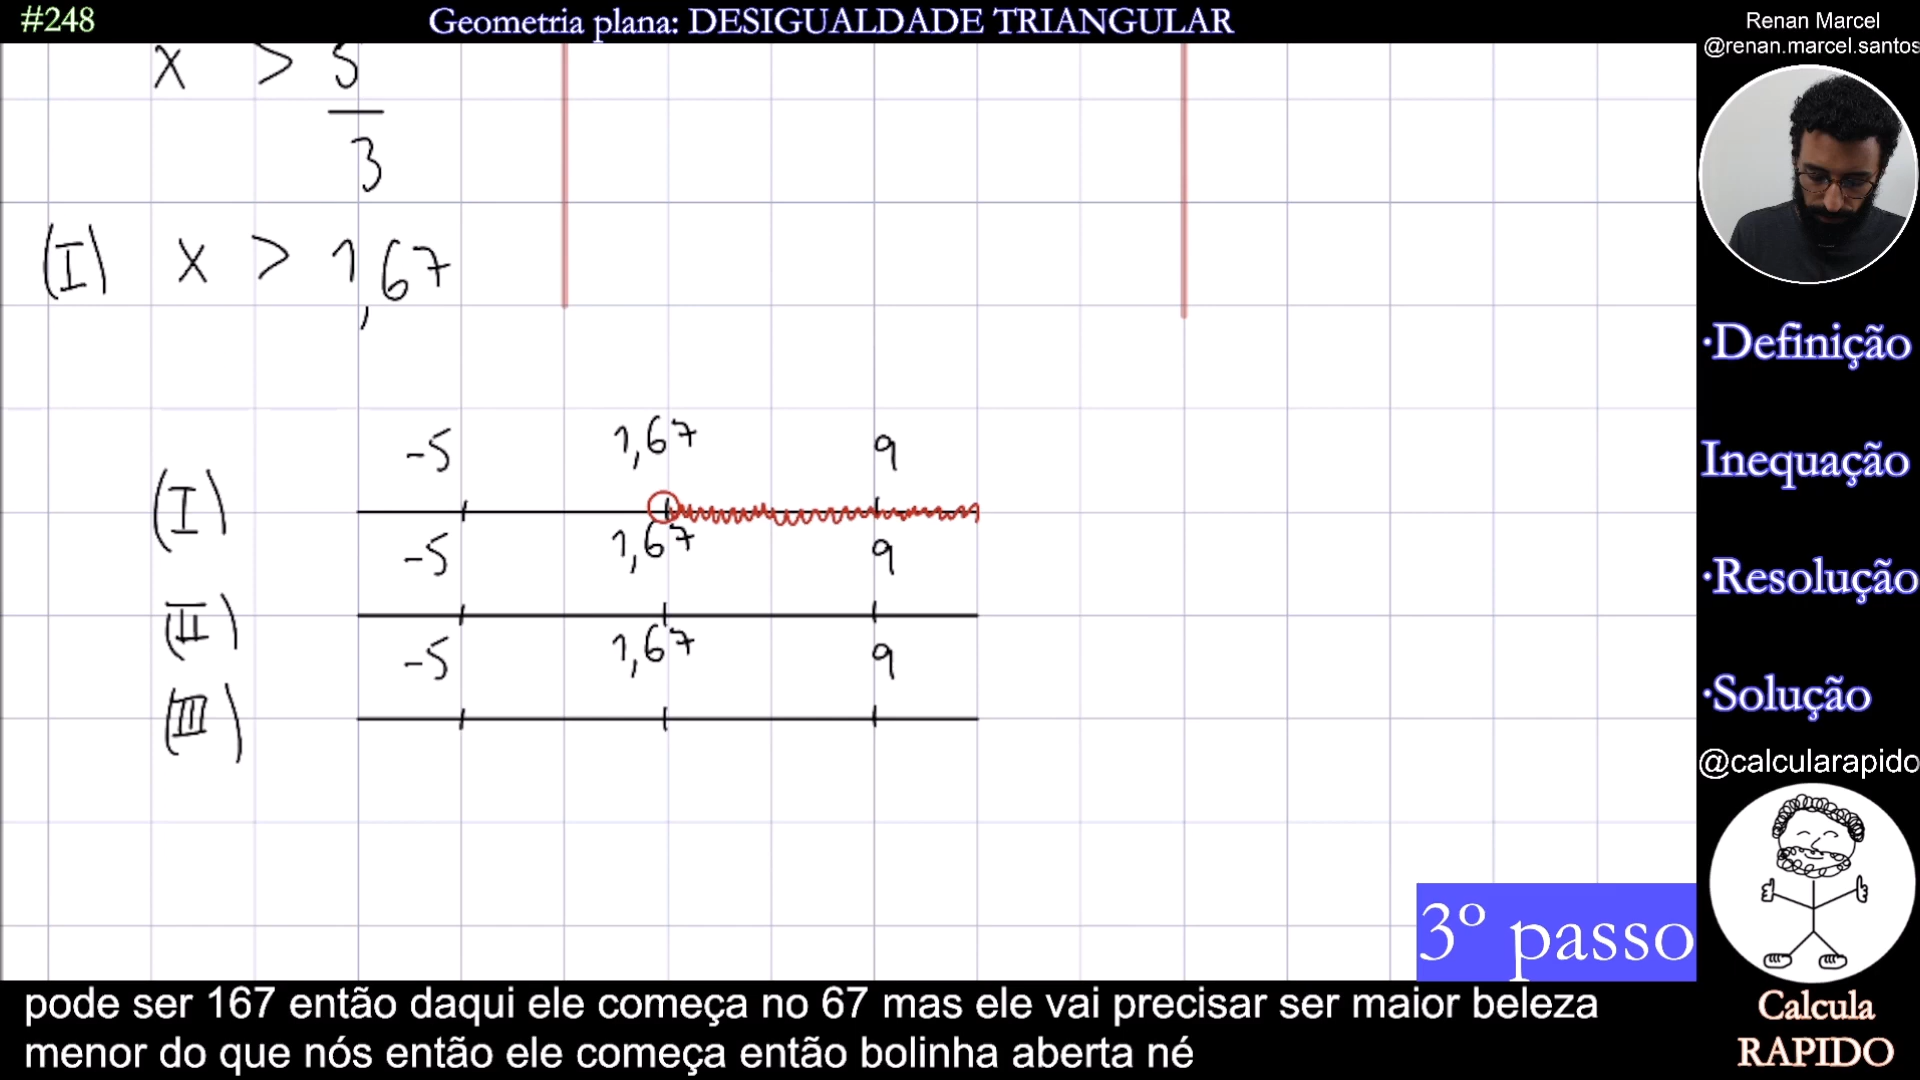 #248
Geometria plana: DESIGUALDADE TRIANGULAR
Renan Marcel
@renan.marcel.santos
x > 5
3
(I) x > 1,67
-5 1,67 9
(I)
-5 1,67 9
(II)
-5 1,67 9
(III)
·Definição
Inequação
·Resolução
·Solução
@calcularapido
3º passo
Calcula
RAPIDO
pode ser 167 então daqui ele começa no 67 mas ele vai precisar ser maior beleza
menor do que nós então ele começa então bolinha aberta né